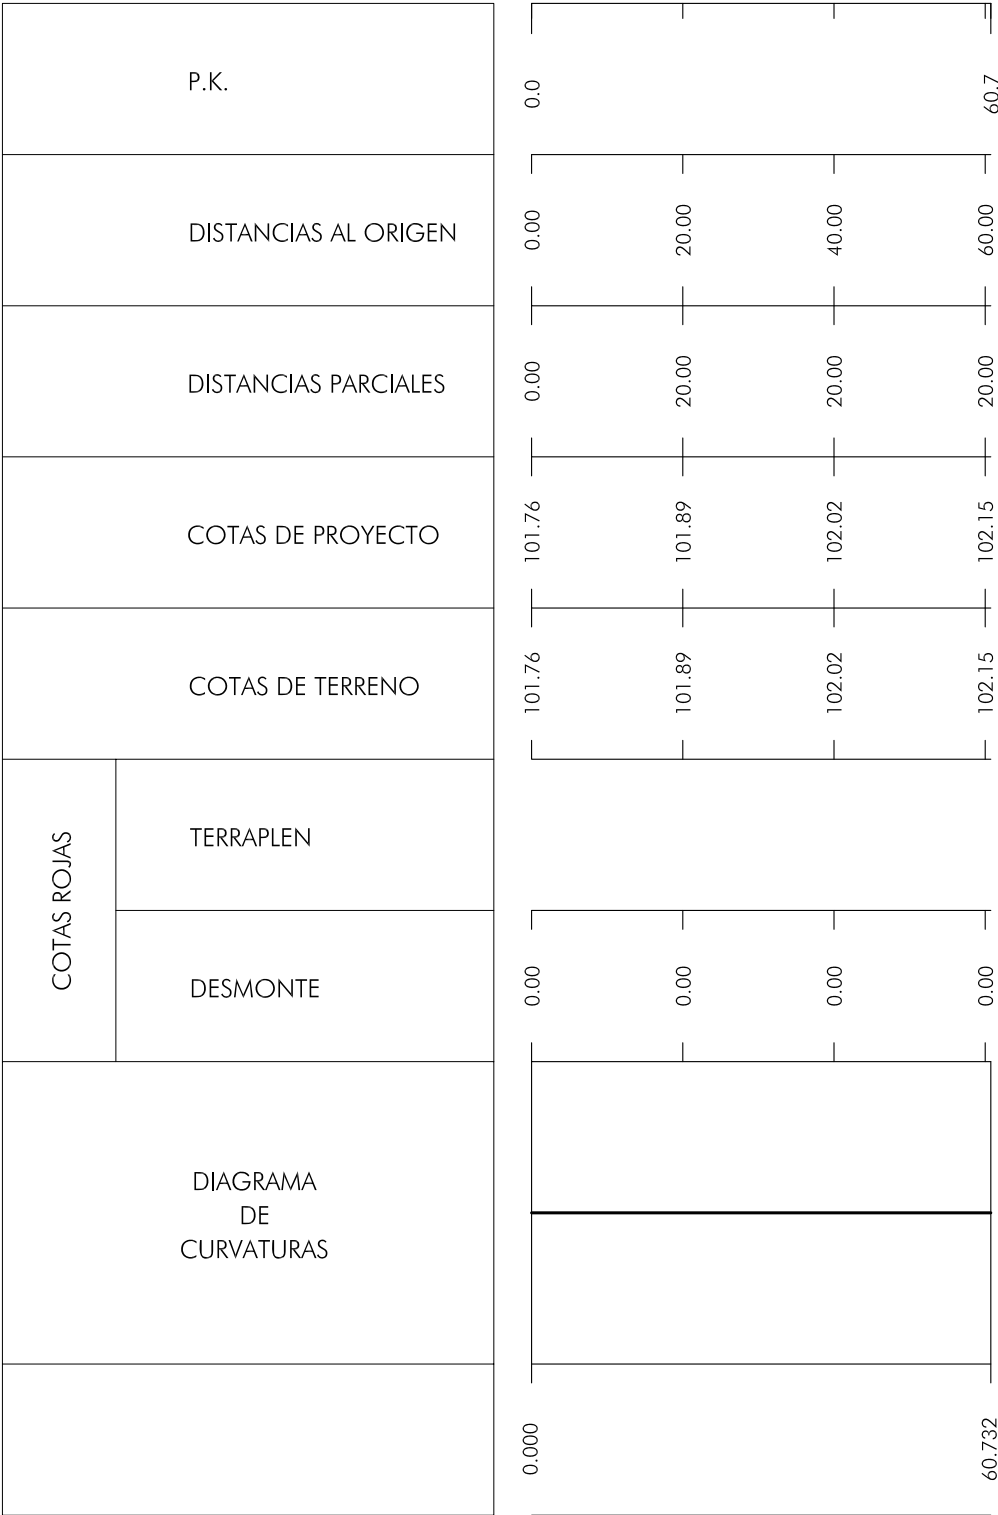 P.K.
0.0
60.7
DISTANCIAS AL ORIGEN
0.00
20.00
40.00
60.00
DISTANCIAS PARCIALES
0.00
20.00
20.00
20.00
COTAS DE PROYECTO
101.76
101.89
102.02
102.15
COTAS DE TERRENO
101.76
101.89
102.02
102.15
COTAS ROJAS
TERRAPLEN
DESMONTE
0.00
0.00
0.00
0.00
DIAGRAMA
DE
CURVATURAS
0.000
60.732